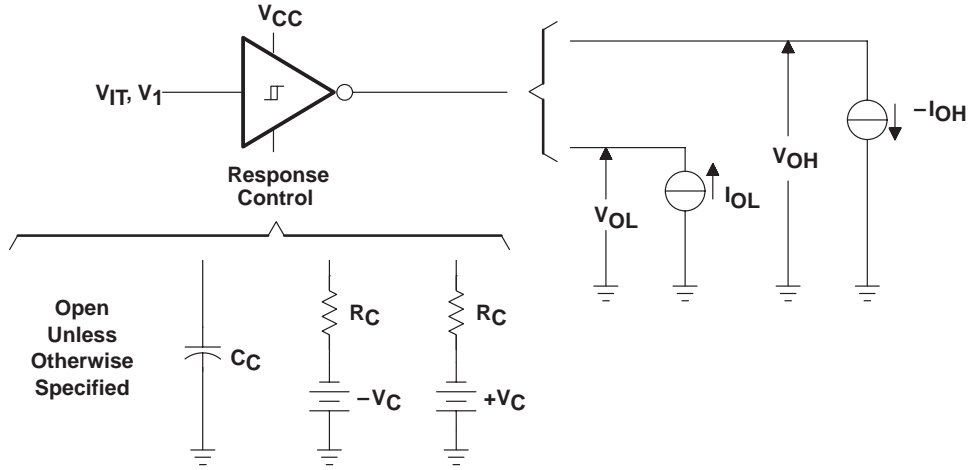 VCC
VIT, V1
Response
Control
–IOH
VOH
IOL
VOL
Open
Unless
Otherwise
Specified
CC
RC
–VC
RC
+VC